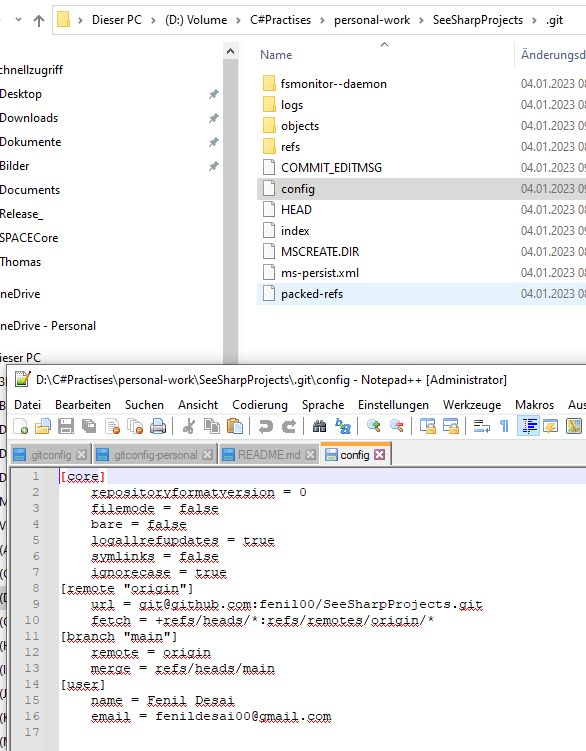 Dieser PC > (D:) Volume > C#Practises > personal-work > SeeSharpProjects > .git
Name
Änderungsd
chnellzugriff
Desktop
Downloads
Dokumente
Bilder
Documents
Release_
SPACECore
Thomas
neDrive
neDrive - Personal
ieser PC
fsmonitor--daemon 04.01.2023 08
logs 04.01.2023 08
objects 04.01.2023 09
refs 04.01.2023 08
COMMIT_EDITMSG 04.01.2023 08
config 04.01.2023 09
HEAD 04.01.2023 09
index 04.01.2023 09
MSCREATE.DIR 04.01.2023 08
ms-persist.xml 04.01.2023 08
packed-refs 04.01.2023 08
D:\C#Practises\personal-work\SeeSharpProjects\.git\config - Notepad++ [Administrator]
Datei Bearbeiten Suchen Ansicht Codierung Sprache Einstellungen Werkzeuge Makros Aus
.gitconfig .gitconfig-personal README.md config
1 [core]
2 repositoryformatversion = 0
3 filemode = false
4 bare = false
5 logallrefupdates = true
6 symlinks = false
7 ignorecase = true
8 [remote "origin"]
9 url = git@github.com:fenil00/SeeSharpProjects.git
10 fetch = +refs/heads/*:refs/remotes/origin/*
11 [branch "main"]
12 remote = origin
13 merge = refs/heads/main
14 [user]
15 name = Fenil Desai
16 email = fenildesai00@gmail.com
17